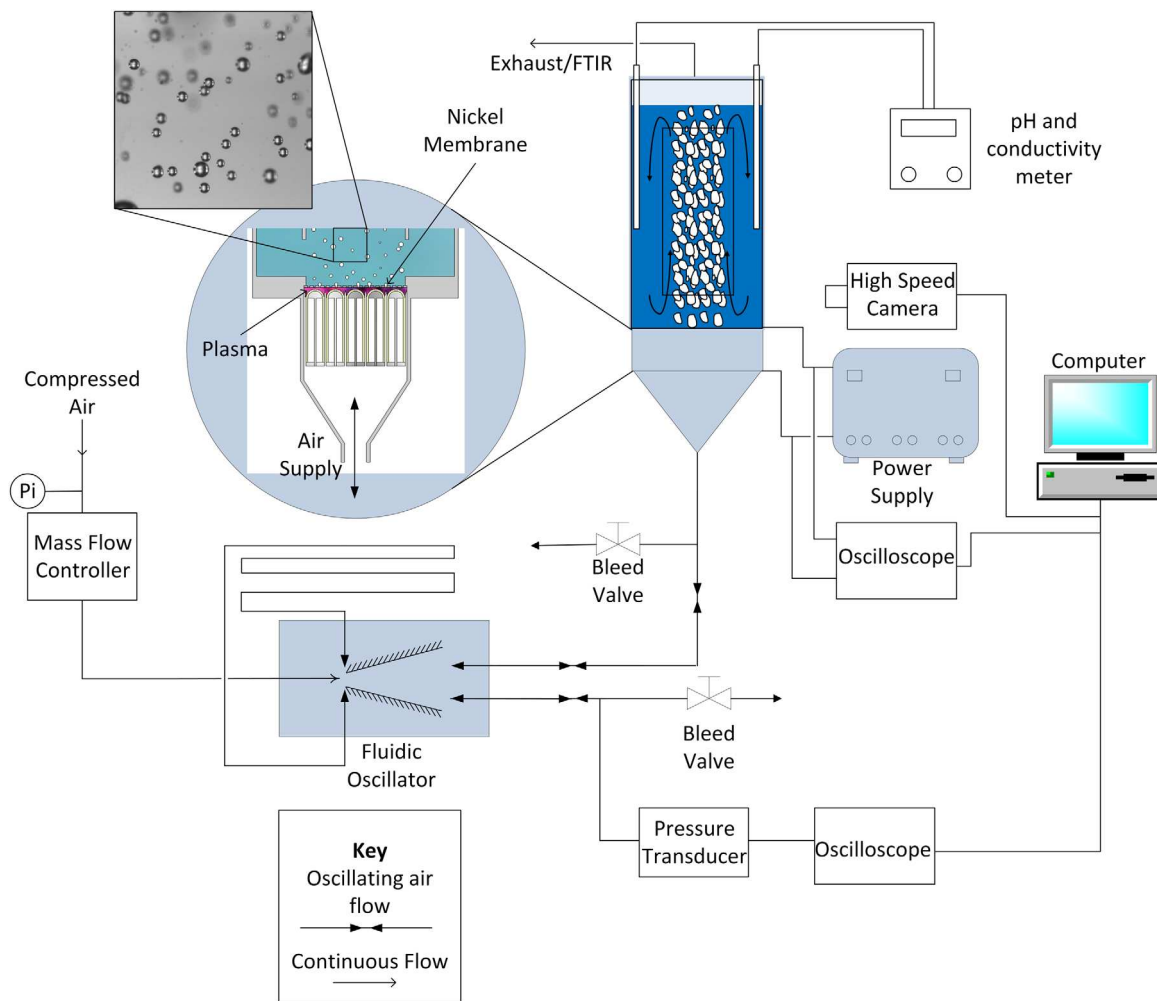 Exhaust/FTIR
Nickel
Membrane
pH and
conductivity
meter
High Speed
Camera
Plasma
Computer
Compressed
Air
Air
Supply
Power
Supply
Pi
Mass Flow
Controller
Bleed
Valve
Oscilloscope
Bleed
Valve
Fluidic
Oscillator
Pressure
Transducer
Oscilloscope
Key
Oscillating air
flow
Continuous Flow